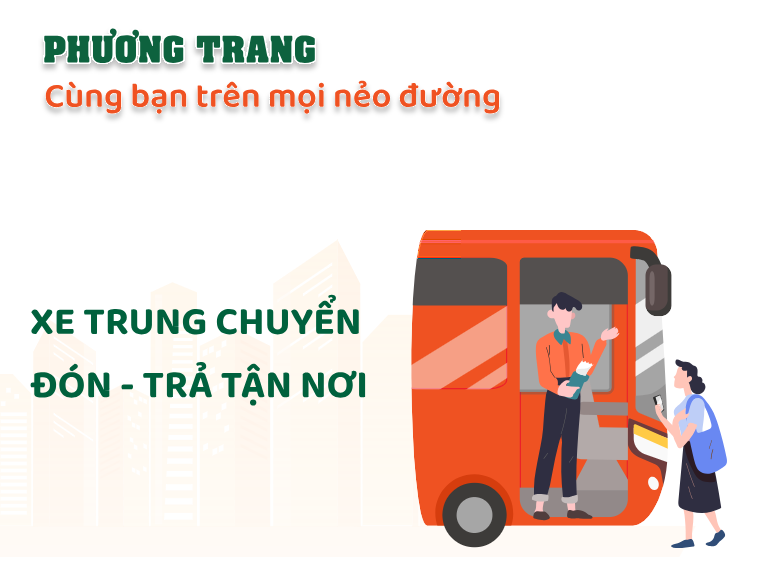 PHƯƠNG TRANG
Cùng bạn trên mọi nẻo đường
XE TRUNG CHUYỂN
ĐÓN - TRẢ TẬN NƠI